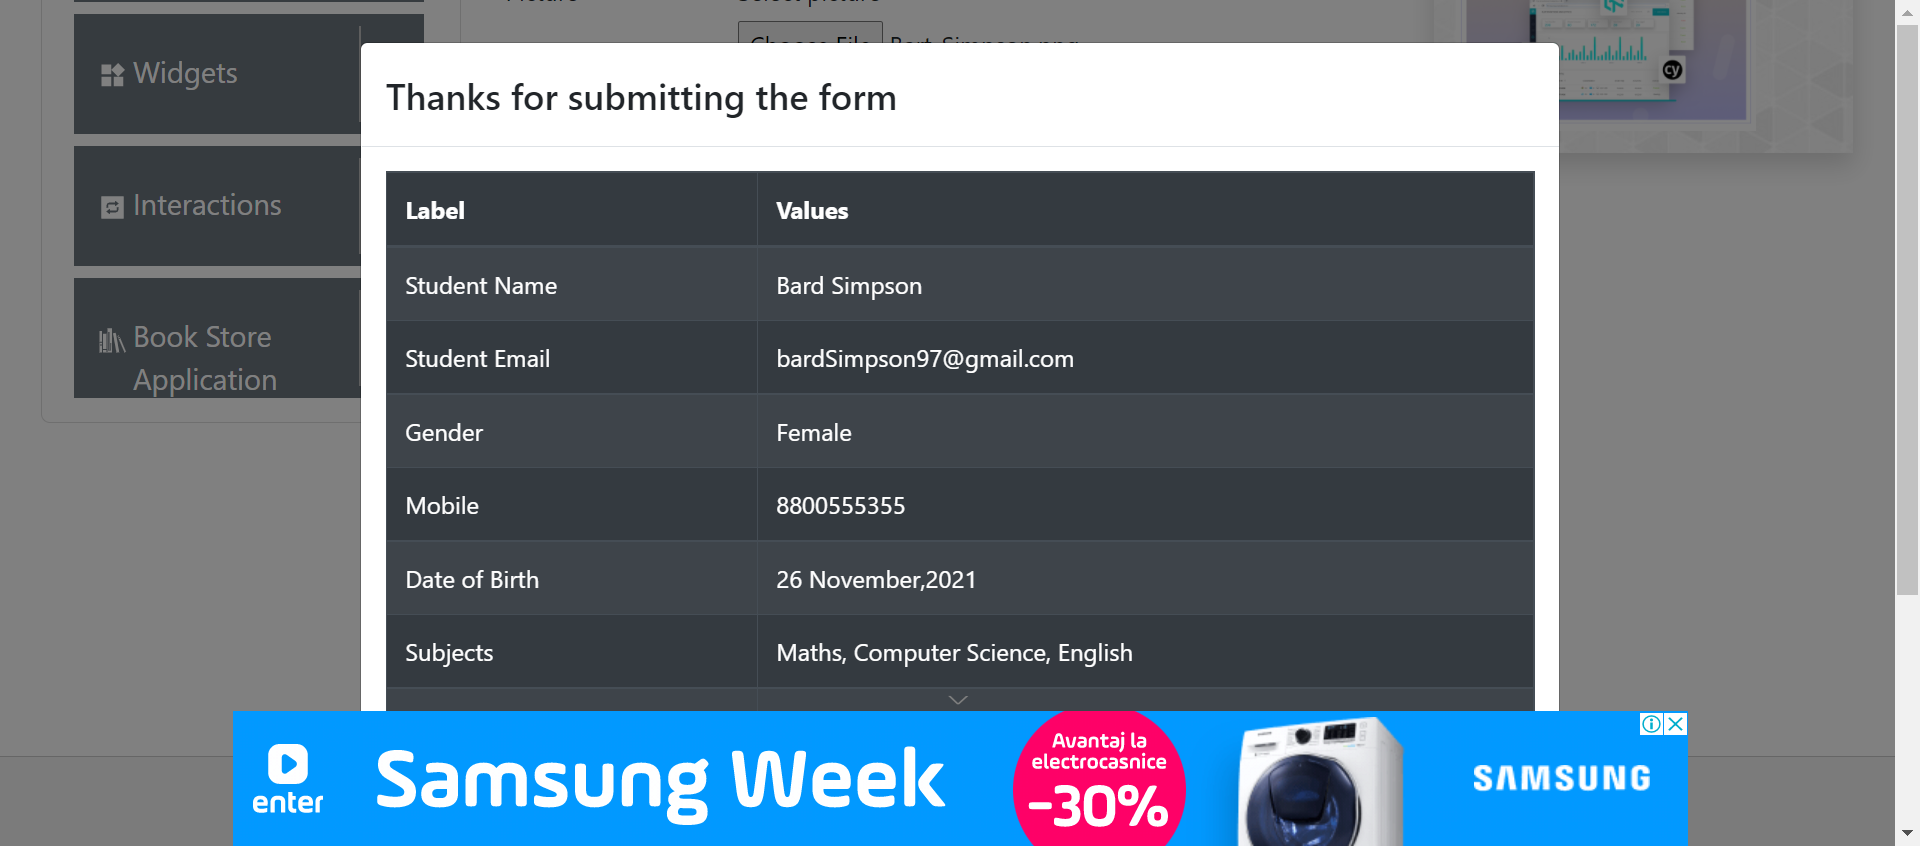 Widgets
Interactions
Book Store
Application
cy
Thanks for submitting the form
Label Values
Student Name Bard Simpson
Student Email bardSimpson97@gmail.com
Gender Female
Mobile 8800555355
Date of Birth 26 November,2021
Subjects Maths, Computer Science, English
enter
Samsung Week
Avantaj la
electrocasnice
-30%
SAMSUNG